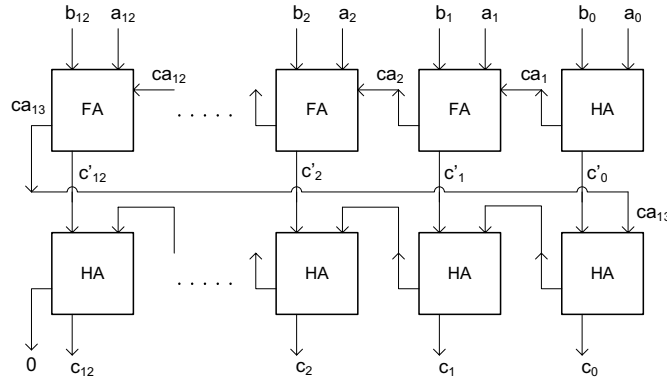 b12 a12 b2 a2 b1 a1 b0 a0
ca12 ca2 ca1
ca13 FA . . . . . FA FA HA
c'12 c'2 c'1 c'0
ca13
HA . . . . . HA HA HA
0 c12 c2 c1 c0